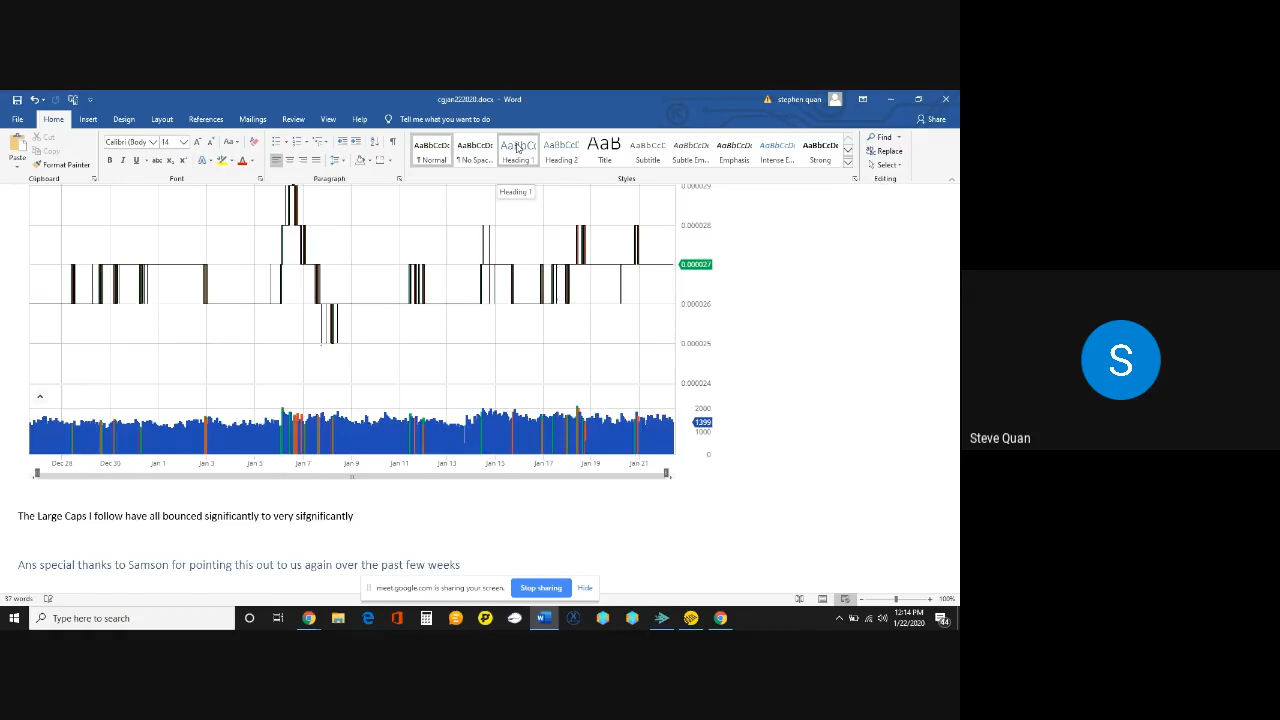 cgjan222020.docx - Word
stephen quan
File Home Insert Design Layout References Mailings Review View Help Tell me what you want to do Share
Paste
Cut
Copy
Format Painter
Clipboard
Calibri (Body) 14
Font
Paragraph
AaBbCcDc AaBbCcDc AaBbCc AaBbCcD AaB AaBbCcC AaBbCcDc AaBbCcDc AaBbCcDc AaBbCcDc
¶ Normal ¶ No Spac... Heading 1 Heading 2 Title Subtitle Subtle Em... Emphasis Intense E... Strong
Styles
Find
Replace
Select
Editing
Heading 1
0.000029
0.000028
0.000027
0.000026
0.000025
0.000024
2000
1399
1000
0
Dec 28 Dec 30 Jan 1 Jan 3 Jan 5 Jan 7 Jan 9 Jan 11 Jan 13 Jan 15 Jan 17 Jan 19 Jan 21
The Large Caps I follow have all bounced significantly to very sifgnificantly
Ans special thanks to Samson for pointing this out to us again over the past few weeks
meet.google.com is sharing your screen. Stop sharing Hide
37 words
100%
Type here to search
12:14 PM
1/22/2020
44
S
Steve Quan